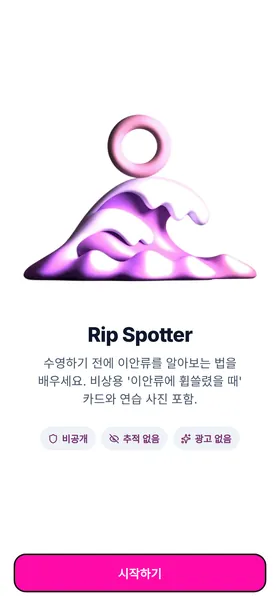 Rip Spotter
수영하기 전에 이안류를 알아보는 법을
배우세요. 비상용 '이안류에 휩쓸렸을 때'
카드와 연습 사진 포함.
비공개 추적 없음 광고 없음
시작하기